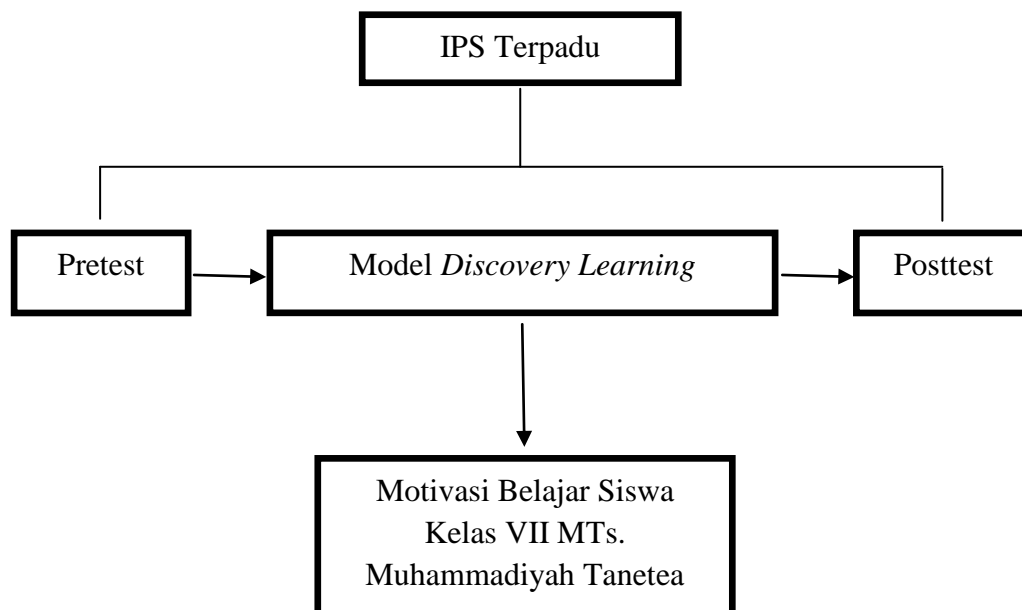 IPS Terpadu
Pretest
Model Discovery Learning
Posttest
Motivasi Belajar Siswa
Kelas VII MTs.
Muhammadiyah Tanetea